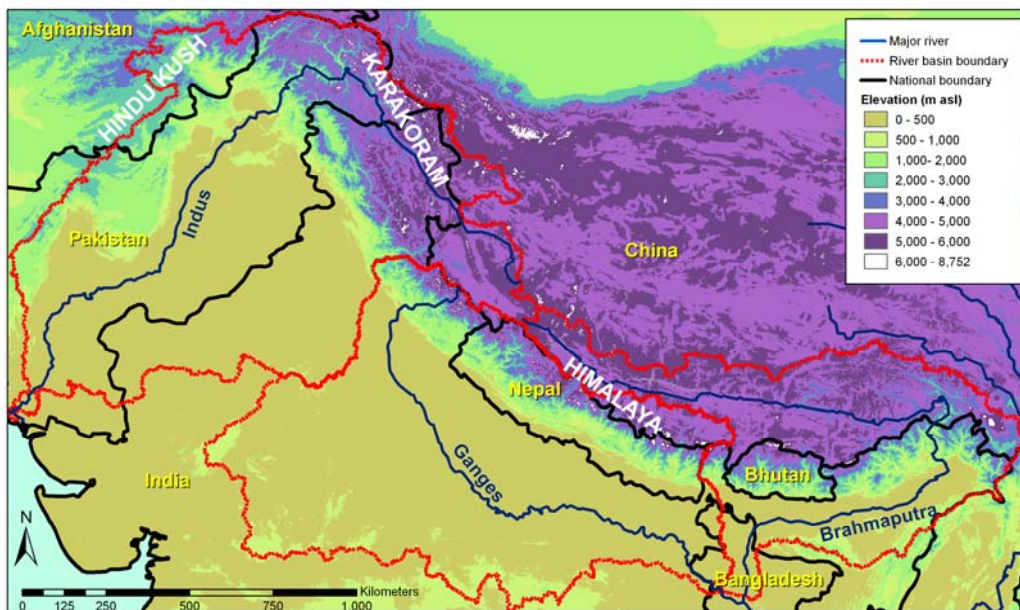 Afghanistan
HINDU KUSH
KARAKORAM
Indus
Pakistan
China
HIMALAYA
Nepal
Ganges
India
Bhutan
Brahmaputra
Bangladesh
Major river
River basin boundary
National boundary
Elevation (m asl)
0 - 500
500 - 1,000
1,000- 2,000
2,000 - 3,000
3,000 - 4,000
4,000 - 5,000
5,000 - 6,000
6,000 - 8,752
N
Kilometers
0 125 250 500 750 1.000